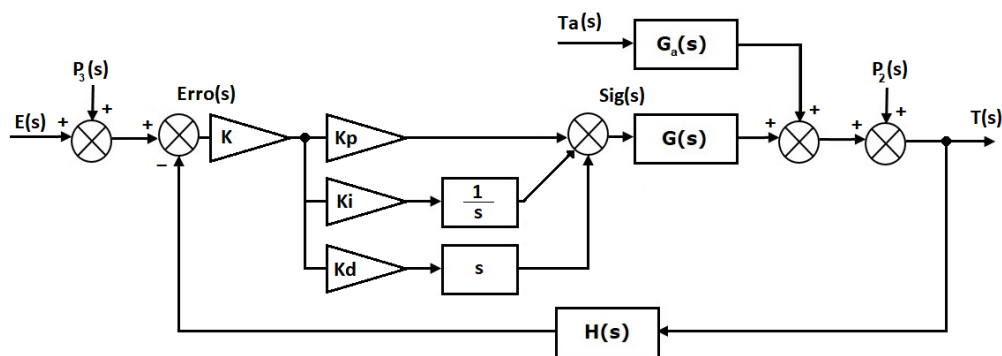 Ta(s)
Gₐ(s)
P₃(s)
P₂(s)
+
+
+
+
Erro(s)
Sig(s)
E(s)
+
+
+
+
T(s)
K
Kp
G(s)
−
Ki
1
s
Kd
s
H(s)